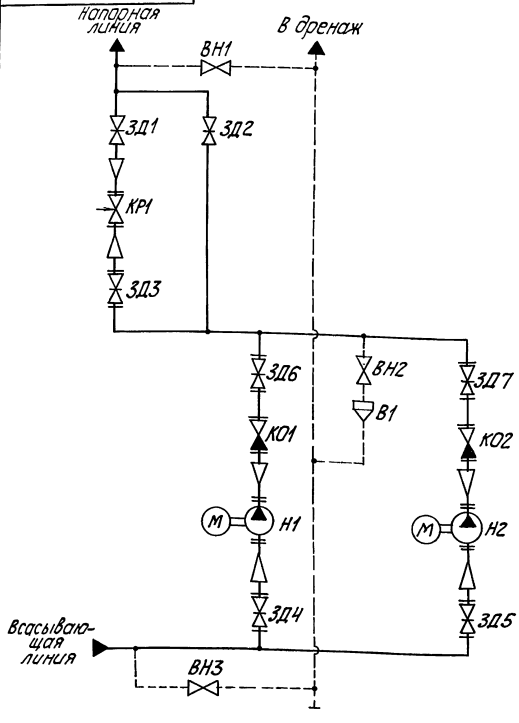 Напорная
линия
В дренаж
ВН1
ЗД1
ЗД2
КР1
ЗД3
ЗД6
ВН2
ЗД7
В1
КО1
КО2
М
Н1
М
Н2
ЗД4
ЗД5
Всасываю-
щая
линия
ВН3